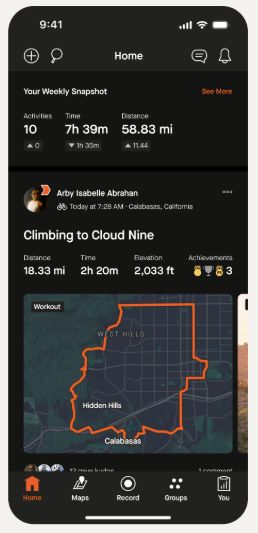 9:41
Home
Your Weekly Snapshot See More
Activities Time Distance
10 7h 39m 58.83 mi
0 1h 35m 11.44
Arby Isabelle Abrahan
Today at 7:28 AM · Calabasas, California
Climbing to Cloud Nine
Distance Time Elevation Achievements
18.33 mi 2h 20m 2,033 ft 3
Workout
WEST HILLS
Hidden Hills
Calabasas
12 gave kudos 1 comment
Home Maps Record Groups You